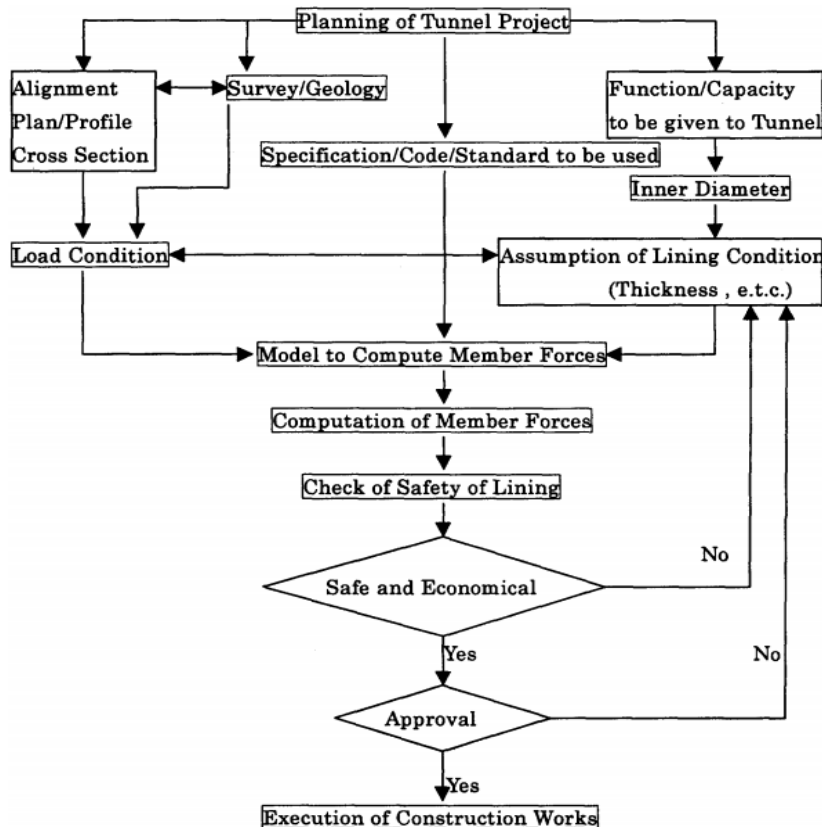 Planning of Tunnel Project
Alignment
Plan/Profile
Cross Section
Survey/Geology
Function/Capacity
to be given to Tunnel
Specification/Code/Standard to be used
Inner Diameter
Load Condition
Assumption of Lining Condition
(Thickness , e.t.c.)
Model to Compute Member Forces
Computation of Member Forces
Check of Safety of Lining
No
Safe and Economical
Yes
No
Approval
Yes
Execution of Construction Works